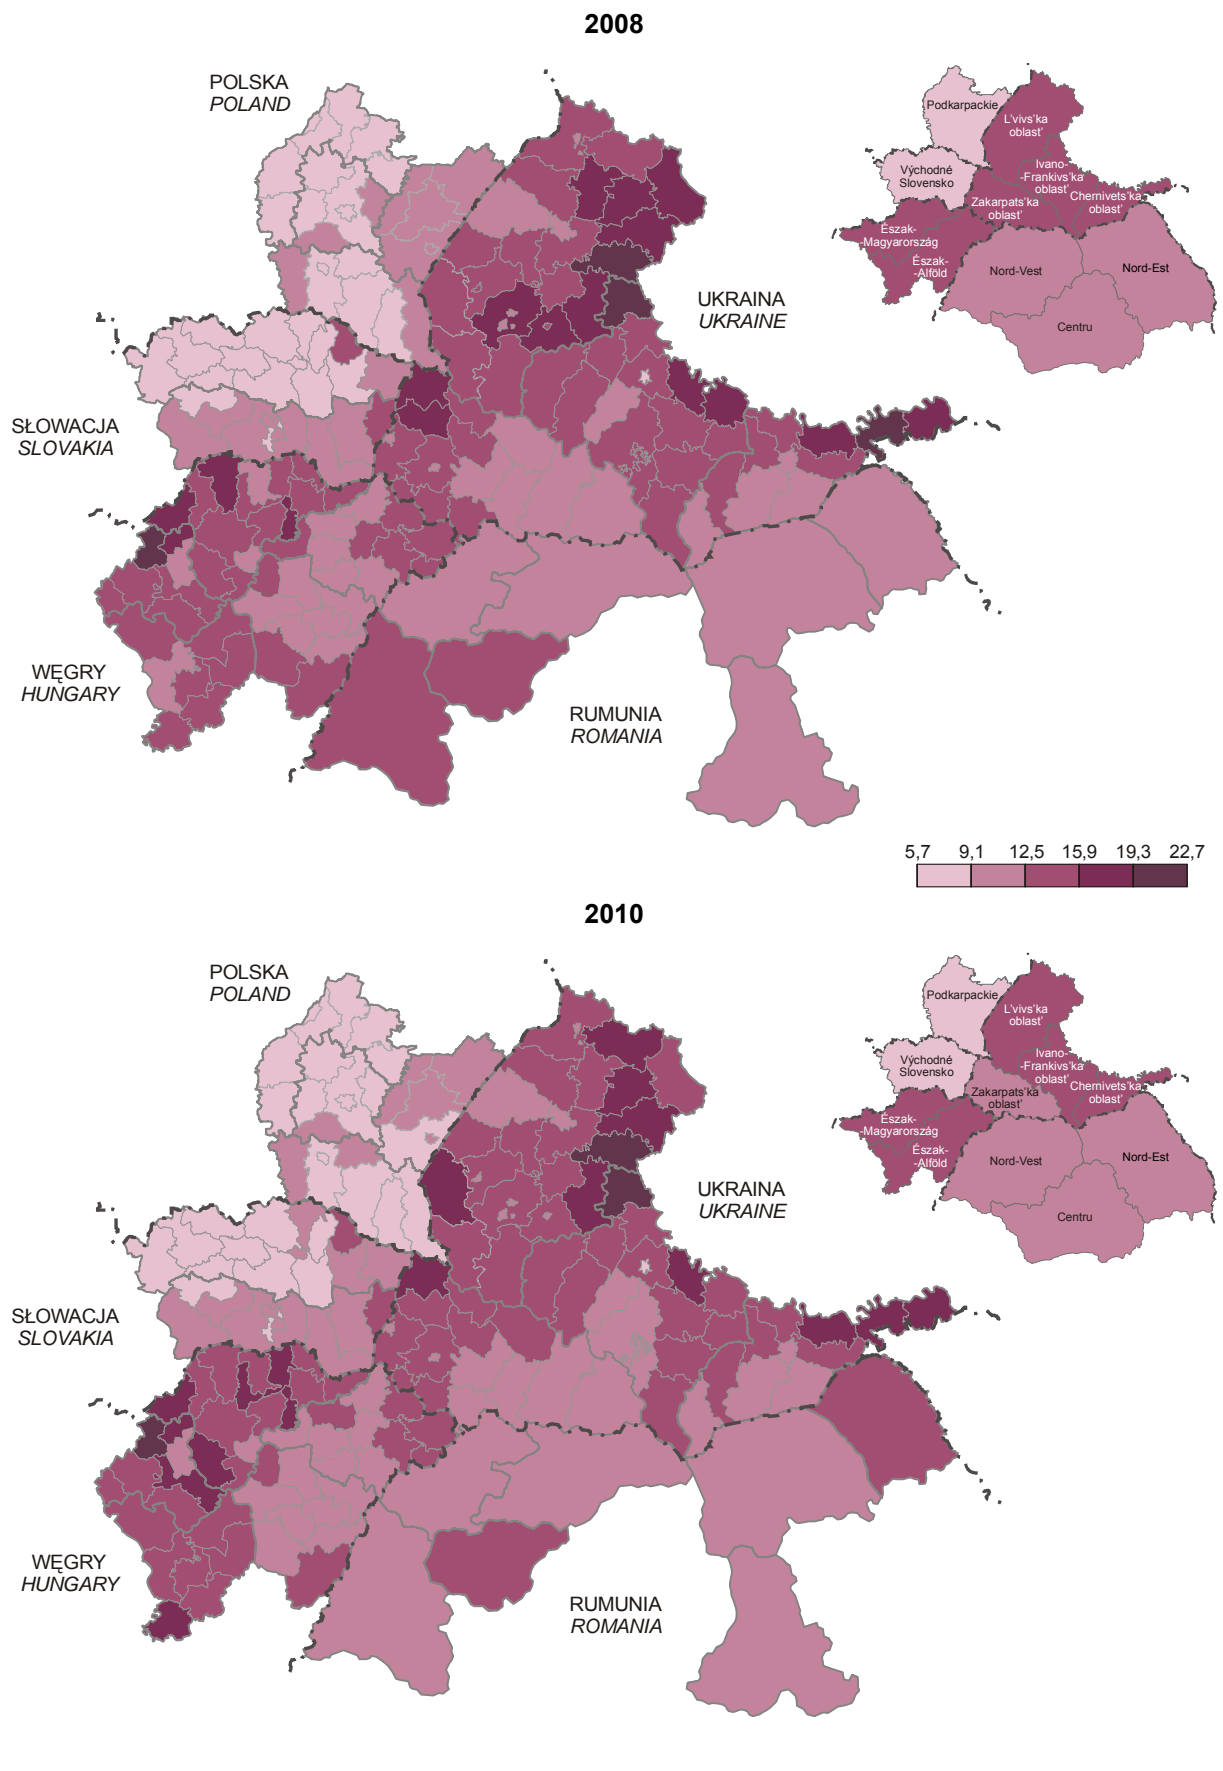 2008
POLSKA
POLAND
UKRAINA
UKRAINE
SŁOWACJA
SLOVAKIA
WĘGRY
HUNGARY
RUMUNIA
ROMANIA
Podkarpackie
L'vivs'ka
oblast'
Východné
Slovensko
Ivano-
-Frankivs'ka
oblast'
Zakarpats'ka
oblast'
Chernivets'ka
oblast'
Észak-
-Magyarország
Észak-
-Alföld
Nord-Vest
Nord-Est
Centru
5,7 9,1 12,5 15,9 19,3 22,7
2010
POLSKA
POLAND
UKRAINA
UKRAINE
SŁOWACJA
SLOVAKIA
WĘGRY
HUNGARY
RUMUNIA
ROMANIA
Podkarpackie
L'vivs'ka
oblast'
Východné
Slovensko
Ivano-
-Frankivs'ka
oblast'
Zakarpats'ka
oblast'
Chernivets'ka
oblast'
Észak-
-Magyarország
Észak-
-Alföld
Nord-Vest
Nord-Est
Centru